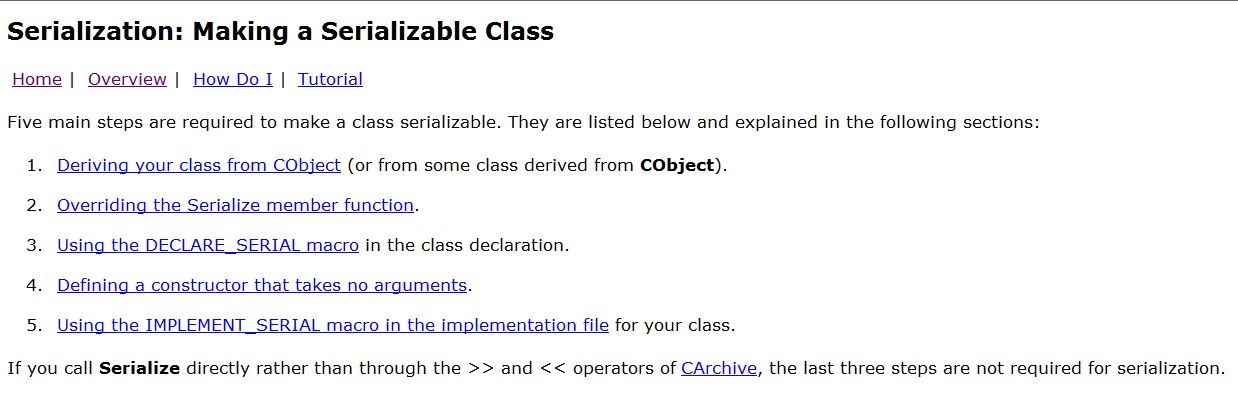 Serialization: Making a Serializable Class
Home | Overview | How Do I | Tutorial
Five main steps are required to make a class serializable. They are listed below and explained in the following sections:
1. Deriving your class from CObject (or from some class derived from CObject).
2. Overriding the Serialize member function.
3. Using the DECLARE_SERIAL macro in the class declaration.
4. Defining a constructor that takes no arguments.
5. Using the IMPLEMENT_SERIAL macro in the implementation file for your class.
If you call Serialize directly rather than through the >> and << operators of CArchive, the last three steps are not required for serialization.